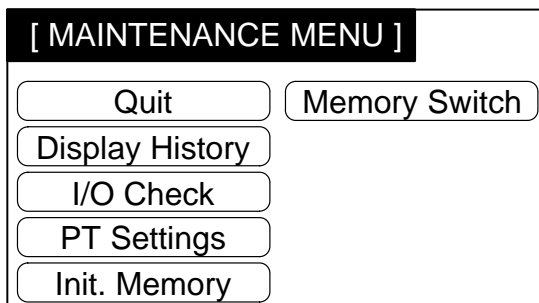 [ MAINTENANCE MENU ]
Quit
Memory Switch
Display History
I/O Check
PT Settings
Init. Memory